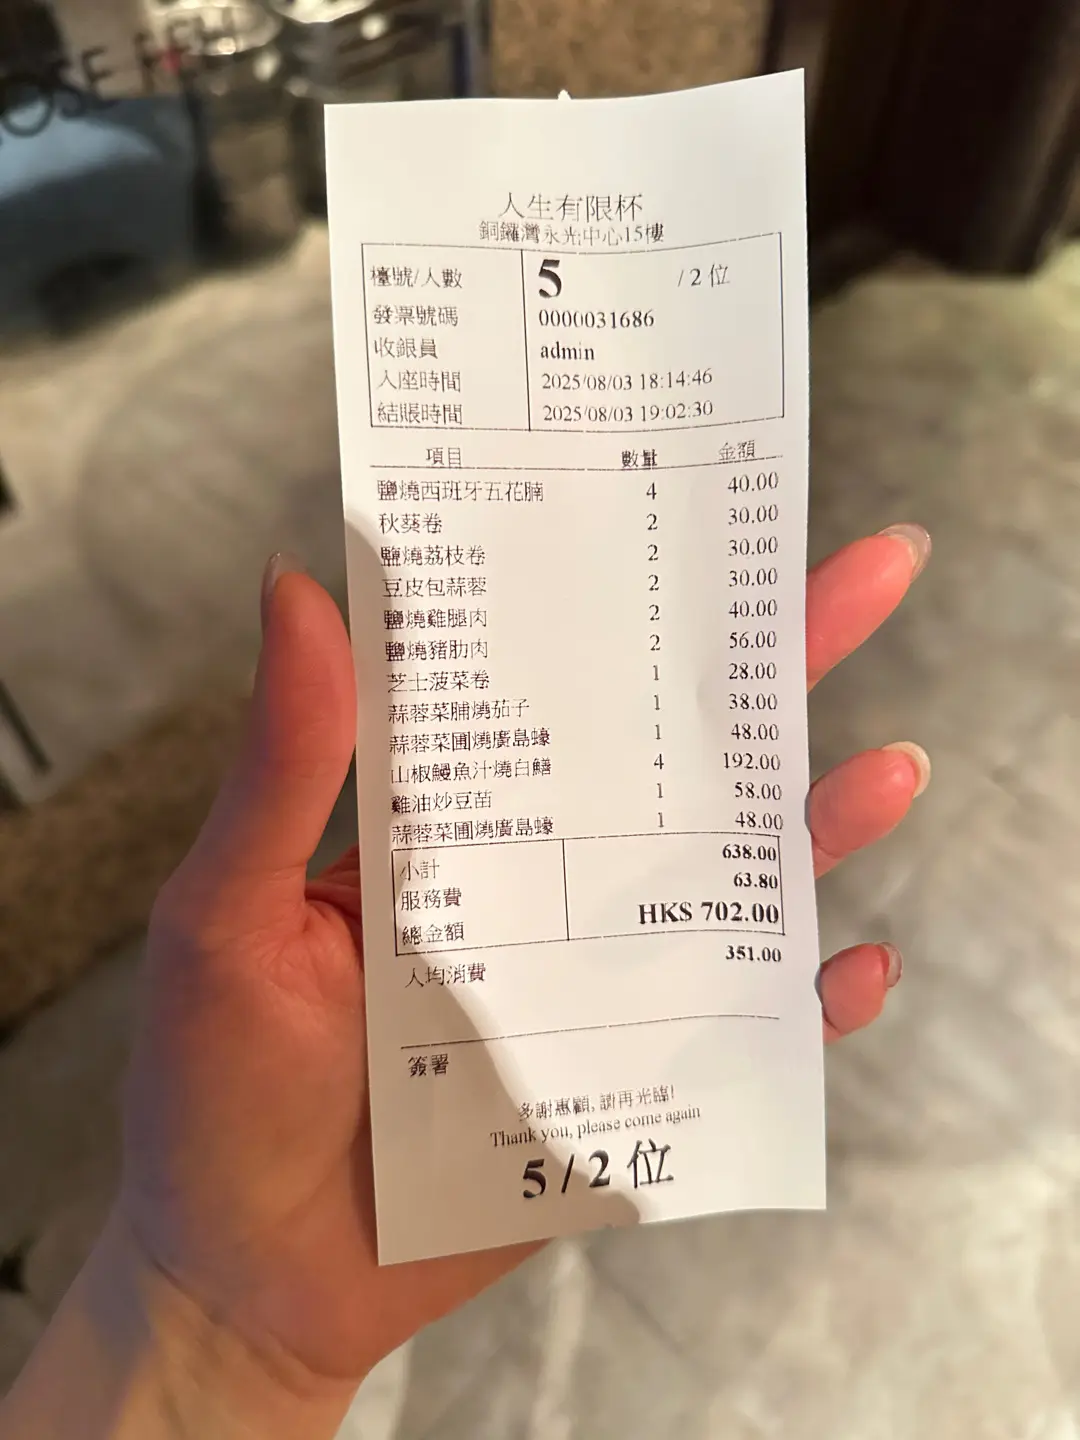 OSE FEEL
人生有限杯
銅鑼灣永光中心15樓
檯號/人數 5 / 2 位
發票號碼 0000031686
收銀員 admin
入座時間 2025/08/03 18:14:46
結賬時間 2025/08/03 19:02:30
項目 數量 金額
鹽燒西班牙五花腩 4 40.00
秋葵卷 2 30.00
鹽燒荔枝卷 2 30.00
豆皮包蒜蓉 2 30.00
鹽燒雞腿肉 2 40.00
鹽燒豬肋肉 2 56.00
芝士菠菜卷 1 28.00
蒜蓉菜脯燒茄子 1 38.00
蒜蓉菜圃燒廣島蠔 1 48.00
山椒鰻魚汁燒白鱔 4 192.00
雞油炒豆苗 1 58.00
蒜蓉菜圃燒廣島蠔 1 48.00
小計 638.00
服務費 63.80
總金額 HK$ 702.00
人均消費 351.00
簽署
多謝惠顧, 請再光臨!
Thank you, please come again
5 / 2 位